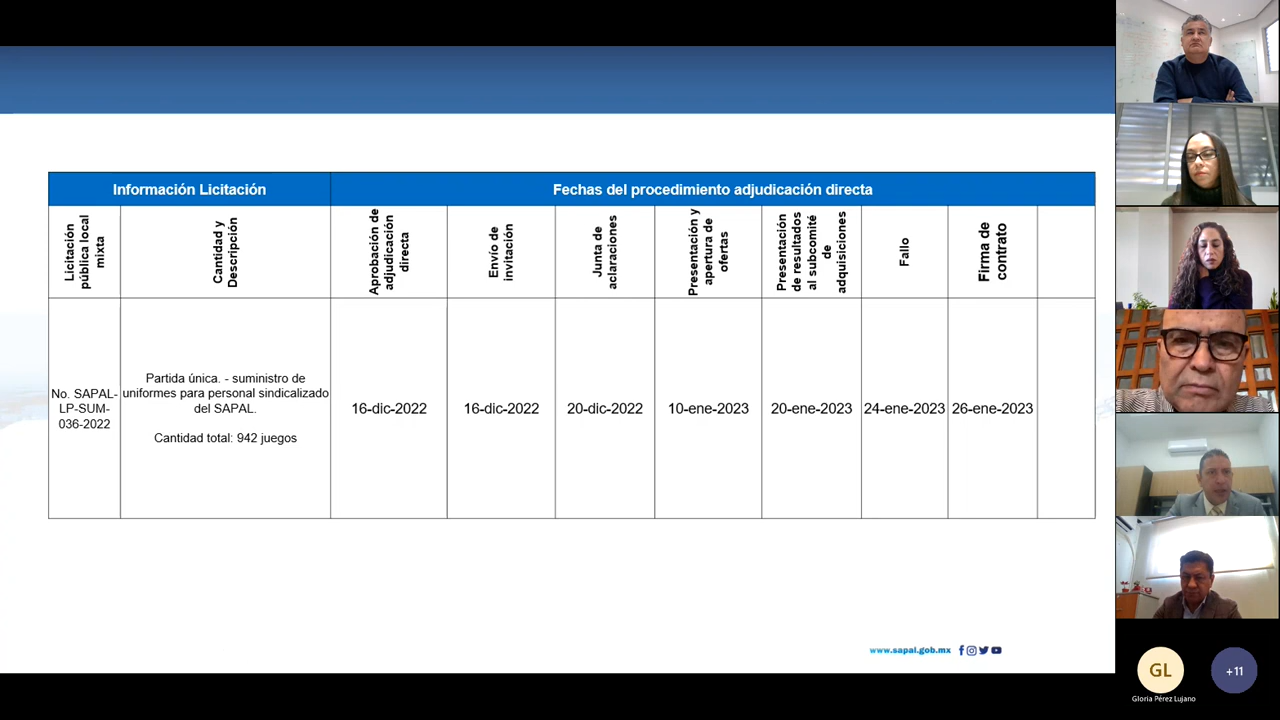 Información Licitación
Fechas del procedimiento adjudicación directa
Licitación
pública local
mixta
Cantidad y
Descripción
Aprobación de
adjudicación
directa
Envío de
invitación
Junta de
aclaraciones
Presentación y
apertura de
ofertas
Presentación
de resultados
al subcomité
de
adquisiciones
Fallo
Firma de
contrato
No. SAPAL-
LP-SUM-
036-2022
Partida única. - suministro de
uniformes para personal sindicalizado
del SAPAL.
Cantidad total: 942 juegos
16-dic-2022
16-dic-2022
20-dic-2022
10-ene-2023
20-ene-2023
24-ene-2023
26-ene-2023
www.sapal.gob.mx
GL
+11
Gloria Pérez Lujano